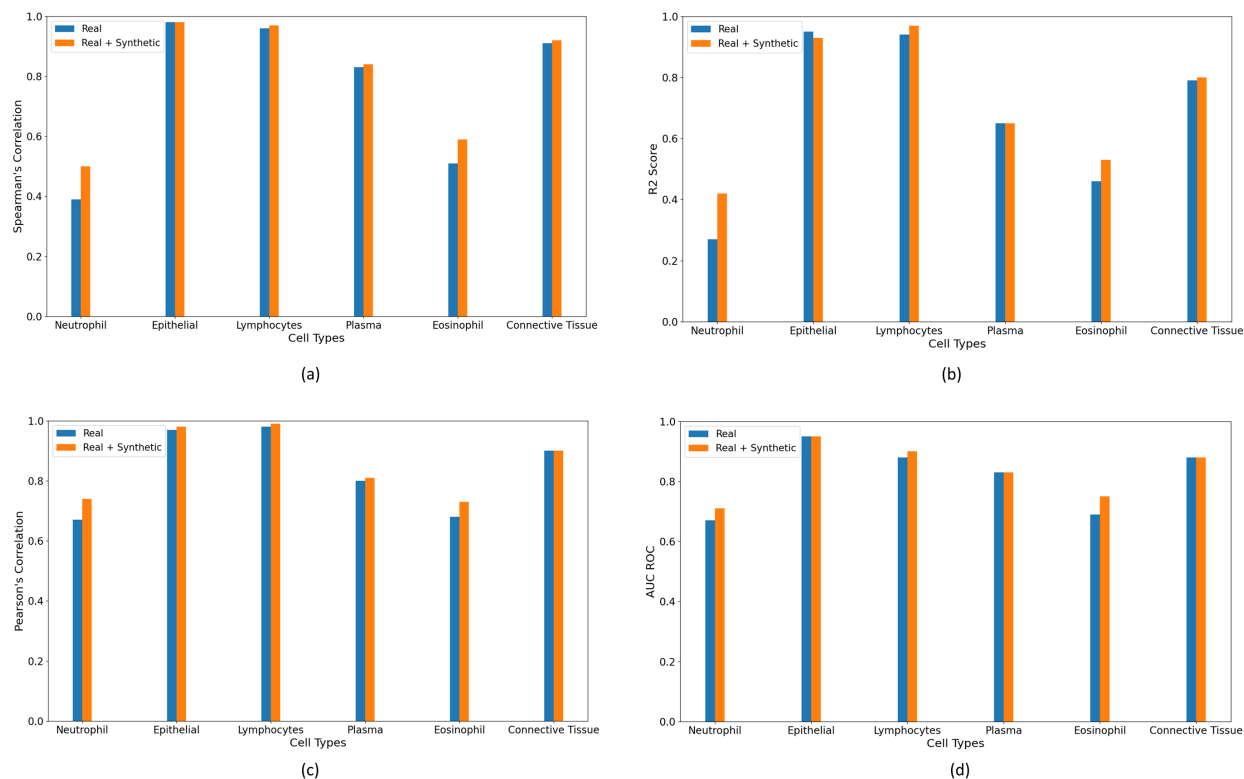 Real
Real + Synthetic
1.0
0.8
0.6
0.4
0.2
0.0
Spearman's Correlation
Neutrophil Epithelial Lymphocytes Plasma Eosinophil Connective Tissue
Cell Types
(a)
Real
Real + Synthetic
1.0
0.8
0.6
0.4
0.2
0.0
R2 Score
Neutrophil Epithelial Lymphocytes Plasma Eosinophil Connective Tissue
Cell Types
(b)
Real
Real + Synthetic
1.0
0.8
0.6
0.4
0.2
0.0
Pearson's Correlation
Neutrophil Epithelial Lymphocytes Plasma Eosinophil Connective Tissue
Cell Types
(c)
Real
Real + Synthetic
1.0
0.8
0.6
0.4
0.2
0.0
AUC ROC
Neutrophil Epithelial Lymphocytes Plasma Eosinophil Connective Tissue
Cell Types
(d)